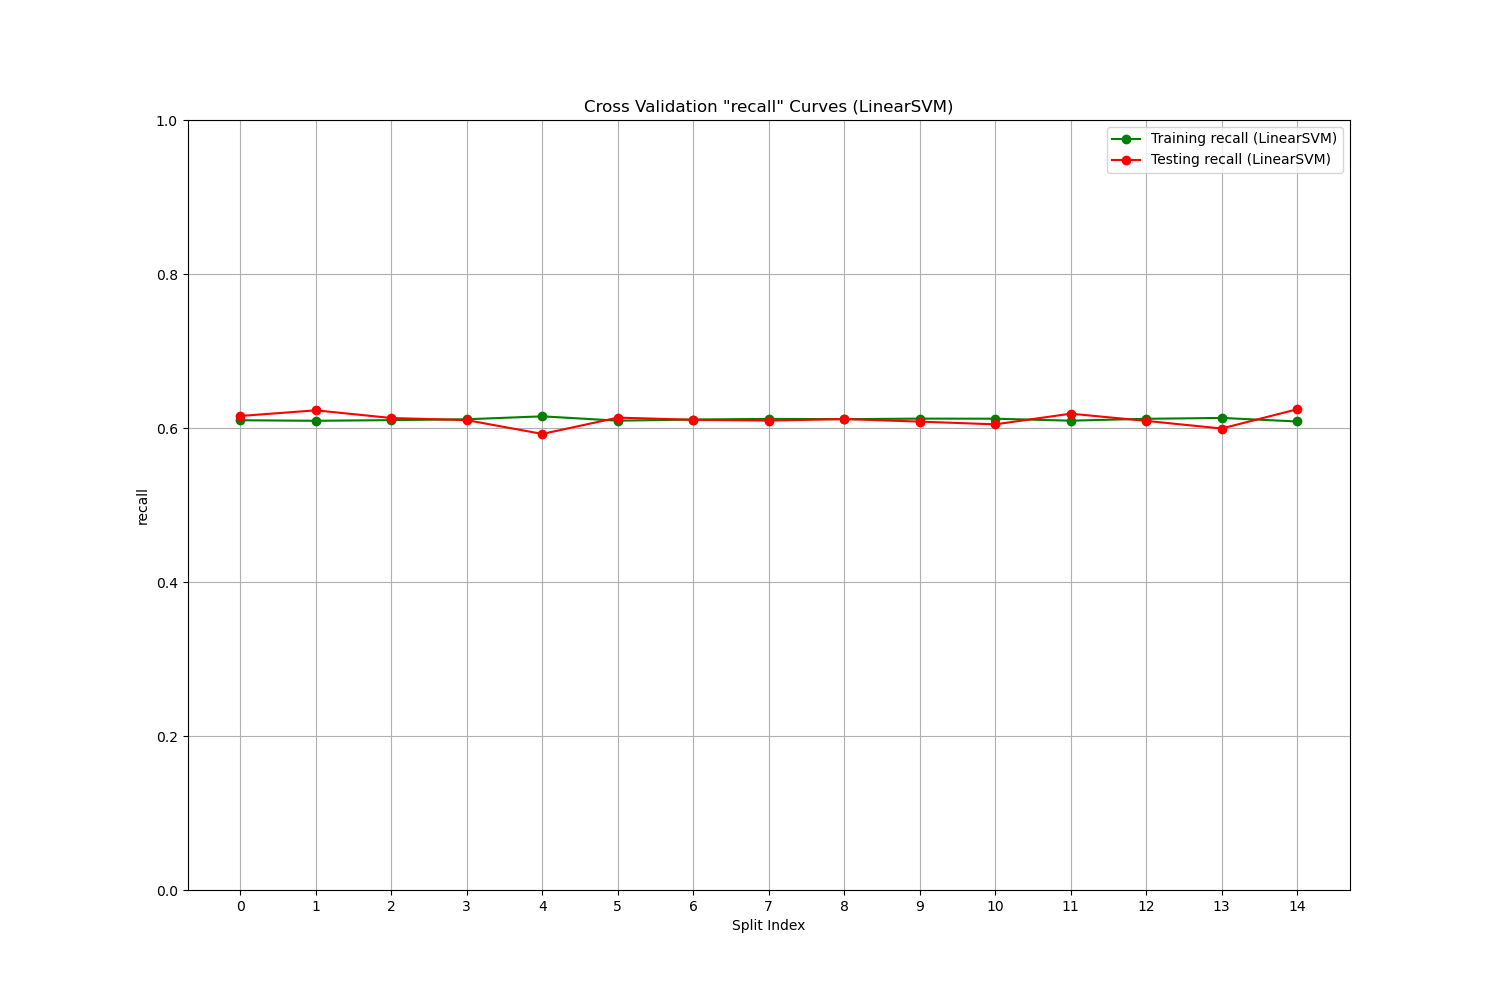 Cross Validation "recall" Curves (LinearSVM)
1.0
0.8
0.6
0.4
0.2
0.0
recall
Training recall (LinearSVM)
Testing recall (LinearSVM)
0 1 2 3 4 5 6 7 8 9 10 11 12 13 14
Split Index